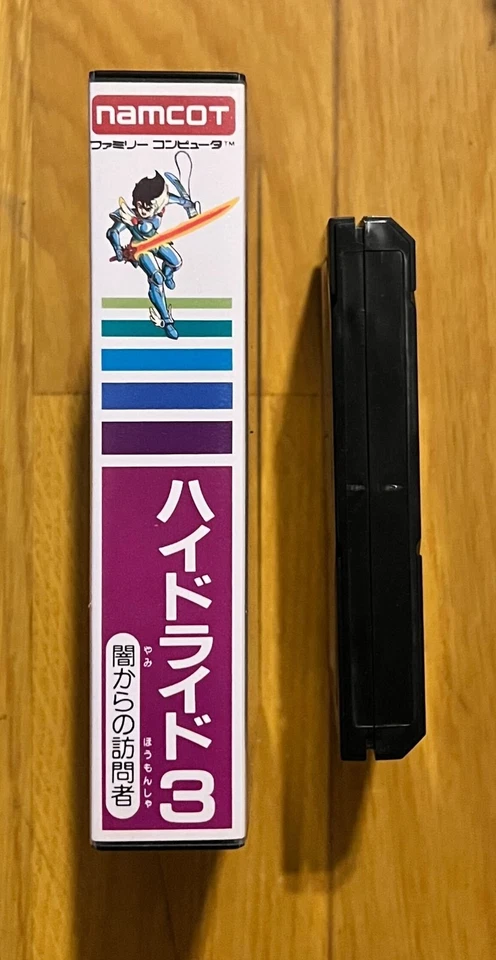 namcot
ファミリー コンピュータ™
ハイドライド3
闇からの訪問者
やみ
ほうもんしゃ